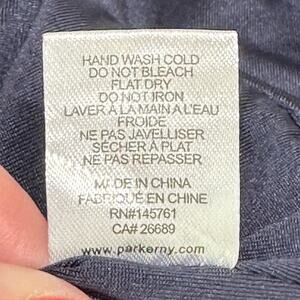 HAND WASH COLD
DO NOT BLEACH
FLAT DRY
DO NOT IRON
LAVER À LA MAIN A L'EAU
FROIDE
NE PAS JAVELLISER
SÉCHER À PLAT
NE PAS REPASSER
MADE IN CHINA
FABRIQUÉ EN CHINE
RN#145761
CA# 26689
www.parkerny.com